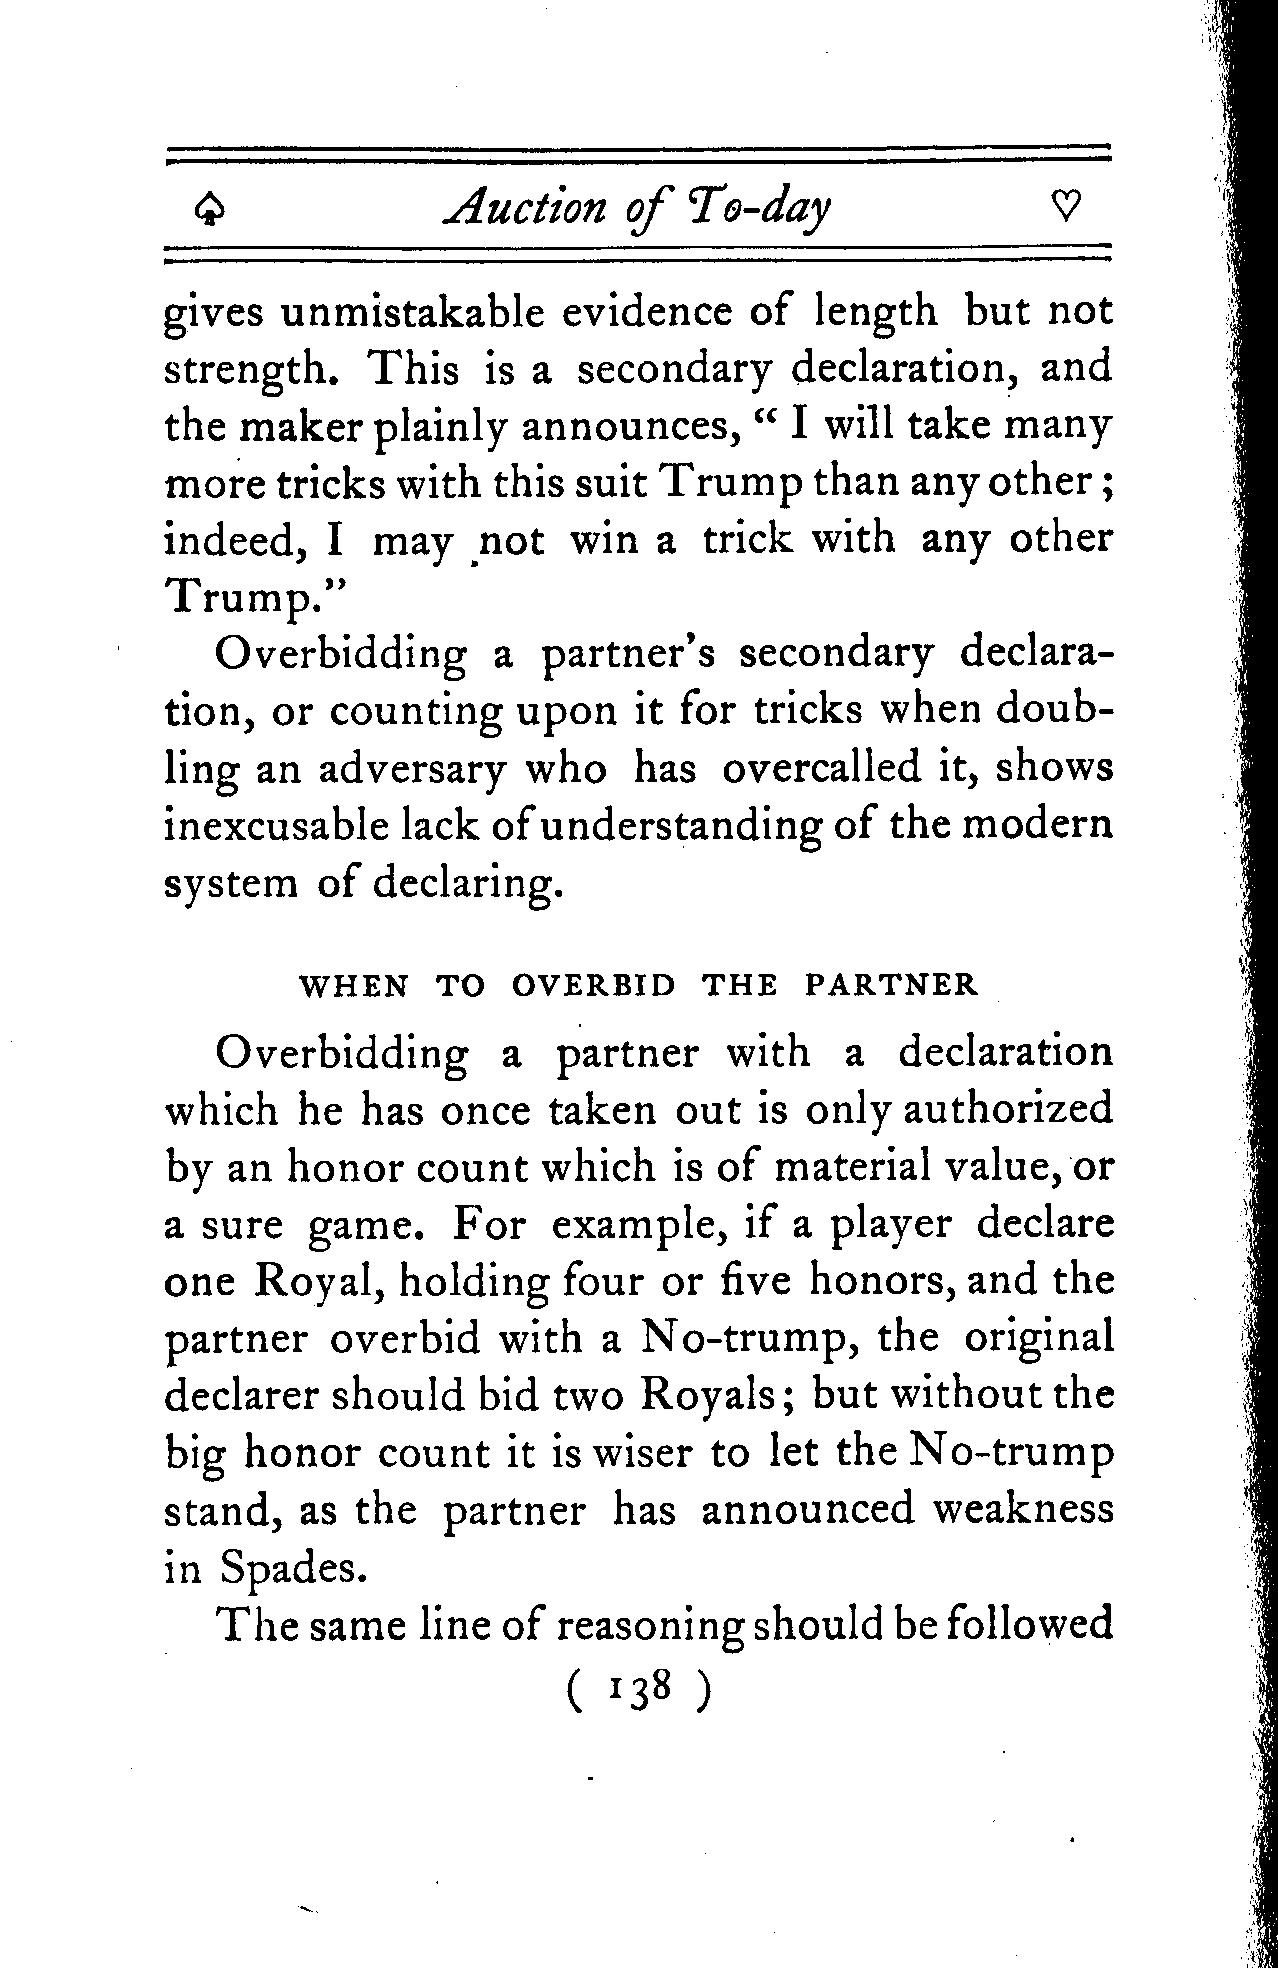 ♤ Auction of To-day ♡
gives unmistakable evidence of length but not
strength. This is a secondary declaration, and
the maker plainly announces, “ I will take many
more tricks with this suit Trump than any other ;
indeed, I may not win a trick with any other
Trump.”
Overbidding a partner’s secondary declara-
tion, or counting upon it for tricks when doub-
ling an adversary who has overcalled it, shows
inexcusable lack of understanding of the modern
system of declaring.
WHEN TO OVERBID THE PARTNER
Overbidding a partner with a declaration
which he has once taken out is only authorized
by an honor count which is of material value, or
a sure game. For example, if a player declare
one Royal, holding four or five honors, and the
partner overbid with a No-trump, the original
declarer should bid two Royals ; but without the
big honor count it is wiser to let the No-trump
stand, as the partner has announced weakness
in Spades.
The same line of reasoning should be followed
( 138 )